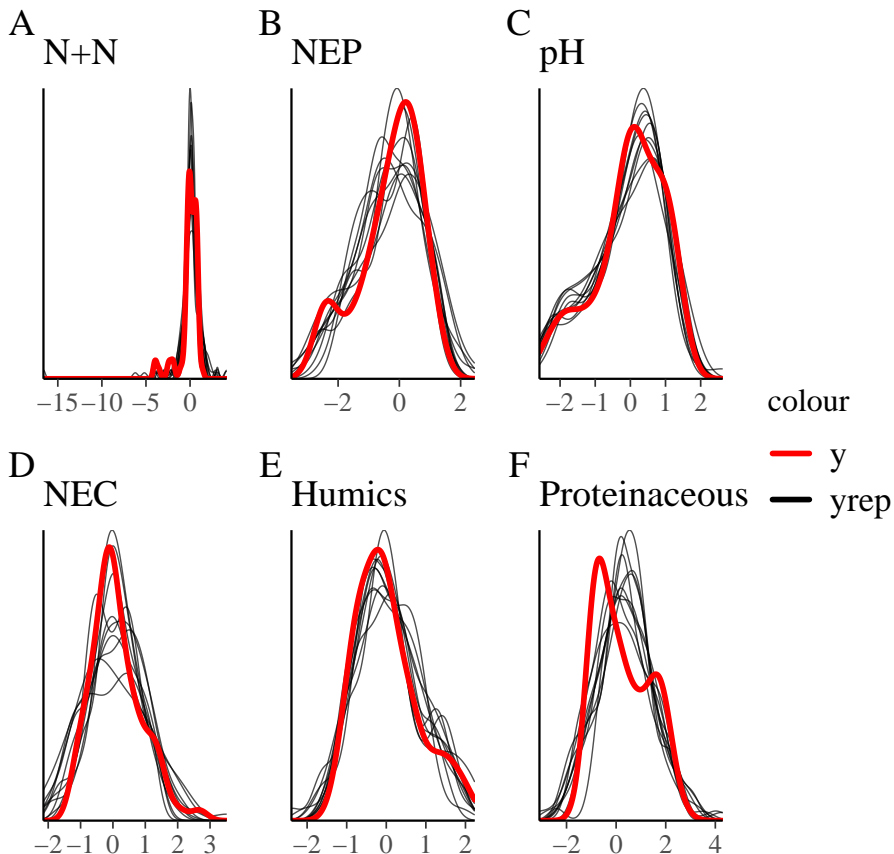 A
N+N
−15 −10 −5 0
B
NEP
−2 0 2
C
pH
−2 −1 0 1 2
colour
y
yrep
D
NEC
−2 −1 0 1 2 3
E
Humics
−2 −1 0 1 2
F
Proteinaceous
−2 0 2 4